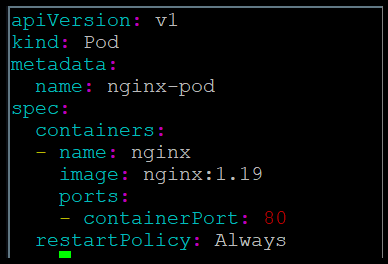 apiVersion: v1
kind: Pod
metadata:
  name: nginx-pod
spec:
  containers:
  - name: nginx
    image: nginx:1.19
    ports:
    - containerPort: 80
  restartPolicy: Always